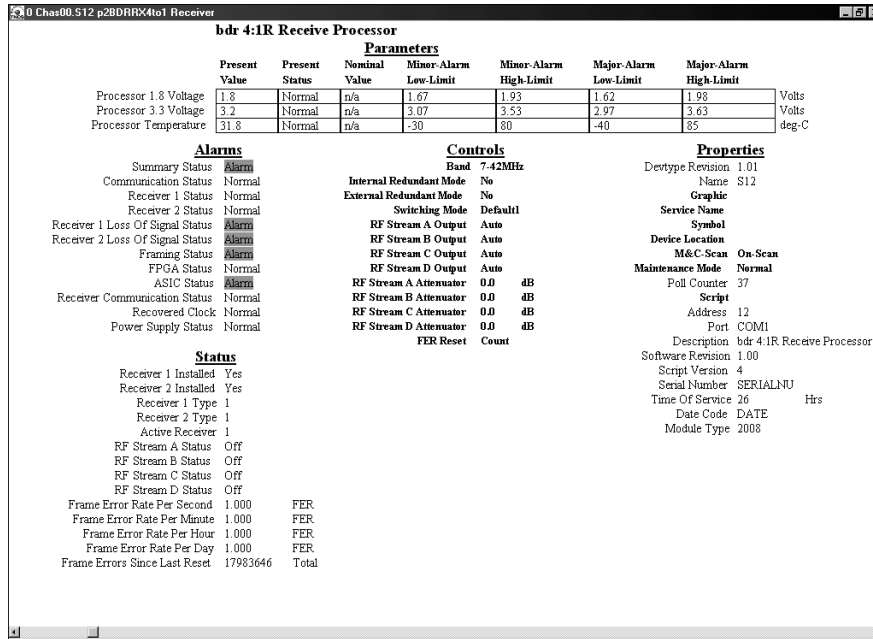 0 Chas00.S12 p2BDRRX4to1 Receiver
bdr 4:1R Receive Processor
Parameters
Present Value Present Status Nominal Value Minor-Alarm Low-Limit Minor-Alarm High-Limit Major-Alarm Low-Limit Major-Alarm High-Limit
Processor 1.8 Voltage 1.8 Normal n/a 1.67 1.93 1.62 1.98 Volts
Processor 3.3 Voltage 3.2 Normal n/a 3.07 3.53 2.97 3.63 Volts
Processor Temperature 31.8 Normal n/a -30 80 -40 85 deg-C
Alarms
Summary Status Alarm
Communication Status Normal
Receiver 1 Status Normal
Receiver 2 Status Normal
Receiver 1 Loss Of Signal Status Alarm
Receiver 2 Loss Of Signal Status Alarm
Framing Status Alarm
FPGA Status Normal
ASIC Status Alarm
Receiver Communication Status Normal
Recovered Clock Normal
Power Supply Status Normal
Status
Receiver 1 Installed Yes
Receiver 2 Installed Yes
Receiver 1 Type 1
Receiver 2 Type 1
Active Receiver 1
RF Stream A Status Off
RF Stream B Status Off
RF Stream C Status Off
RF Stream D Status Off
Frame Error Rate Per Second 1.000 FER
Frame Error Rate Per Minute 1.000 FER
Frame Error Rate Per Hour 1.000 FER
Frame Error Rate Per Day 1.000 FER
Frame Errors Since Last Reset 17983646 Total
Controls
Band 7-42MHz
Internal Redundant Mode No
External Redundant Mode No
Switching Mode Default1
RF Stream A Output Auto
RF Stream B Output Auto
RF Stream C Output Auto
RF Stream D Output Auto
RF Stream A Attenuator 0.0 dB
RF Stream B Attenuator 0.0 dB
RF Stream C Attenuator 0.0 dB
RF Stream D Attenuator 0.0 dB
FER Reset Count
Properties
Devtype Revision 1.01
Name S12
Graphic
Service Name
Symbol
Device Location
M&C-Scan On-Scan
Maintenance Mode Normal
Poll Counter 37
Script
Address 12
Port COM1
Description bdr 4:1R Receive Processor
Software Revision 1.00
Script Version 4
Serial Number SERIALNU
Time Of Service 26 Hrs
Date Code DATE
Module Type 2008